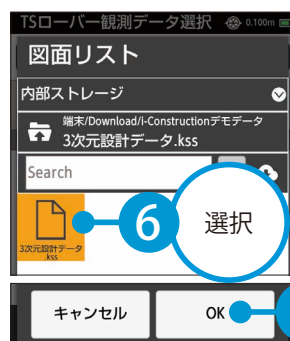 TSローバー観測データ選択 0.100m
図面リスト
内部ストレージ
端末/Download/i-Constructionデモデータ
3次元設計データ.kss
Search
3次元設計データ
.kss
6
選択
キャンセル
OK